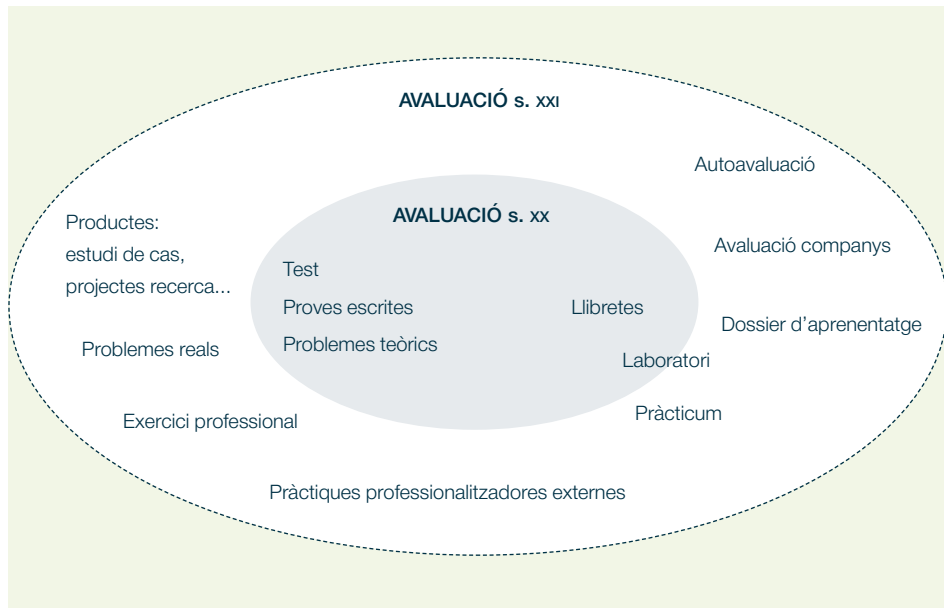 AVALUACIÓ s. XXI
Autoavaluació
AVALUACIÓ s. XX
Productes:
estudi de cas,
projectes recerca...
Avaluació companys
Test
Proves escrites
Llibretes
Dossier d’aprenentatge
Problemes reals
Problemes teòrics
Laboratori
Exercici professional
Pràcticum
Pràctiques professionalitzadores externes